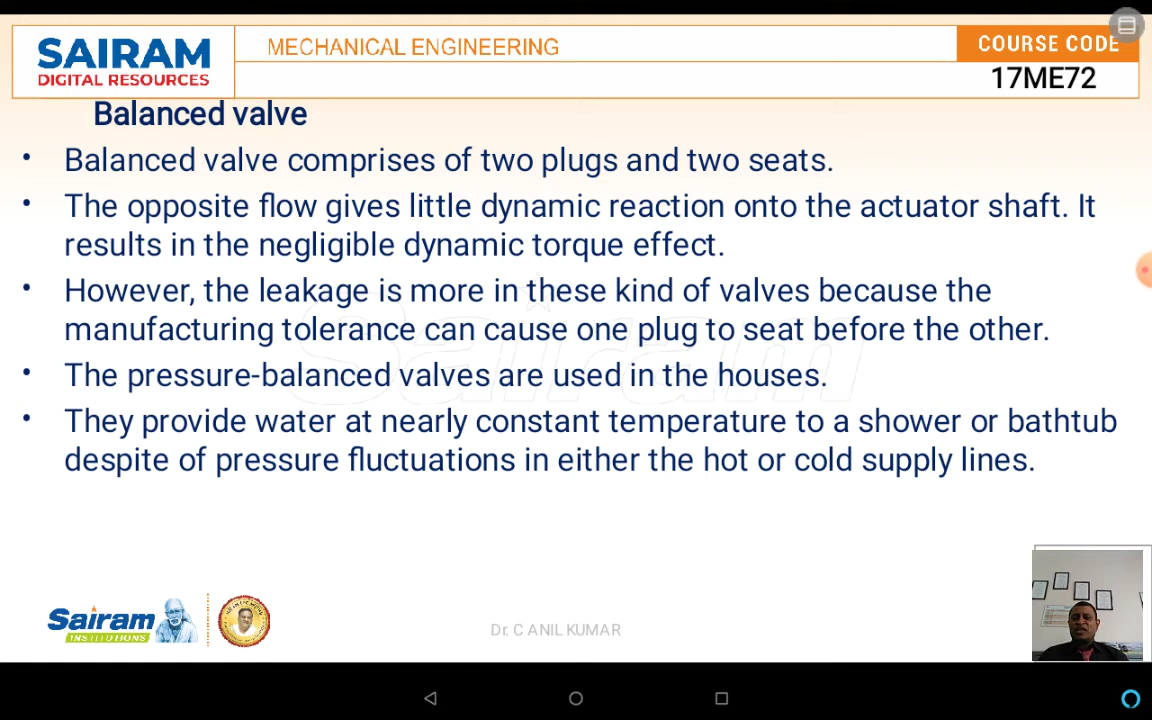 SAIRAM
DIGITAL RESOURCES
MECHANICAL ENGINEERING
COURSE CODE
17ME72
Balanced valve
• Balanced valve comprises of two plugs and two seats.
• The opposite flow gives little dynamic reaction onto the actuator shaft. It
results in the negligible dynamic torque effect.
• However, the leakage is more in these kind of valves because the
manufacturing tolerance can cause one plug to seat before the other.
• The pressure-balanced valves are used in the houses.
• They provide water at nearly constant temperature to a shower or bathtub
despite of pressure fluctuations in either the hot or cold supply lines.
Sairam
Sairam
INSTITUTIONS
Dr. C ANIL KUMAR